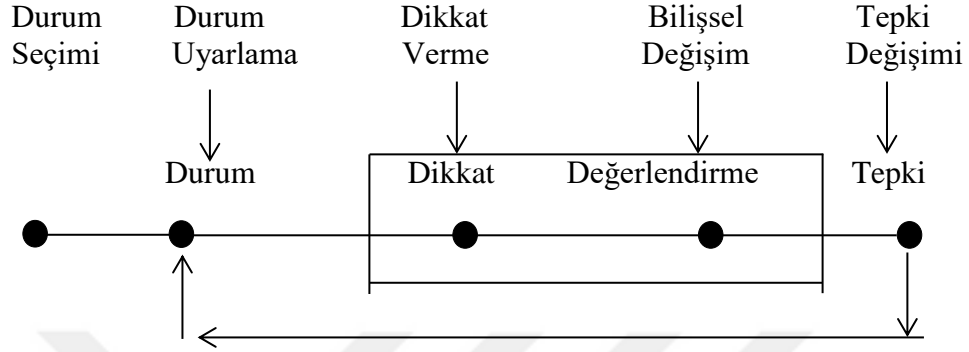 Durum Durum Dikkat Bilişsel Tepki
Seçimi Uyarlama Verme Değişim Değişimi
Durum Dikkat Değerlendirme Tepki